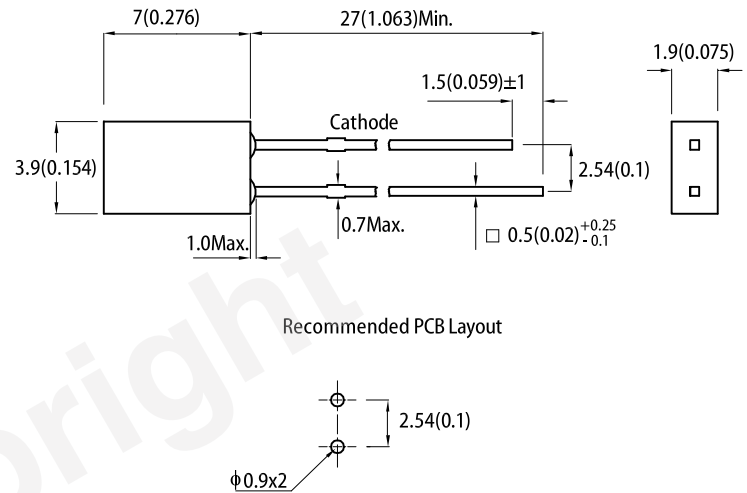 7(0.276)
27(1.063)Min.
1.9(0.075)
1.5(0.059)±1
Cathode
3.9(0.154)
2.54(0.1)
0.7Max.
1.0Max.
□ 0.5(0.02)+0.25 -0.1
Recommended PCB Layout
2.54(0.1)
ϕ0.9x2
bright